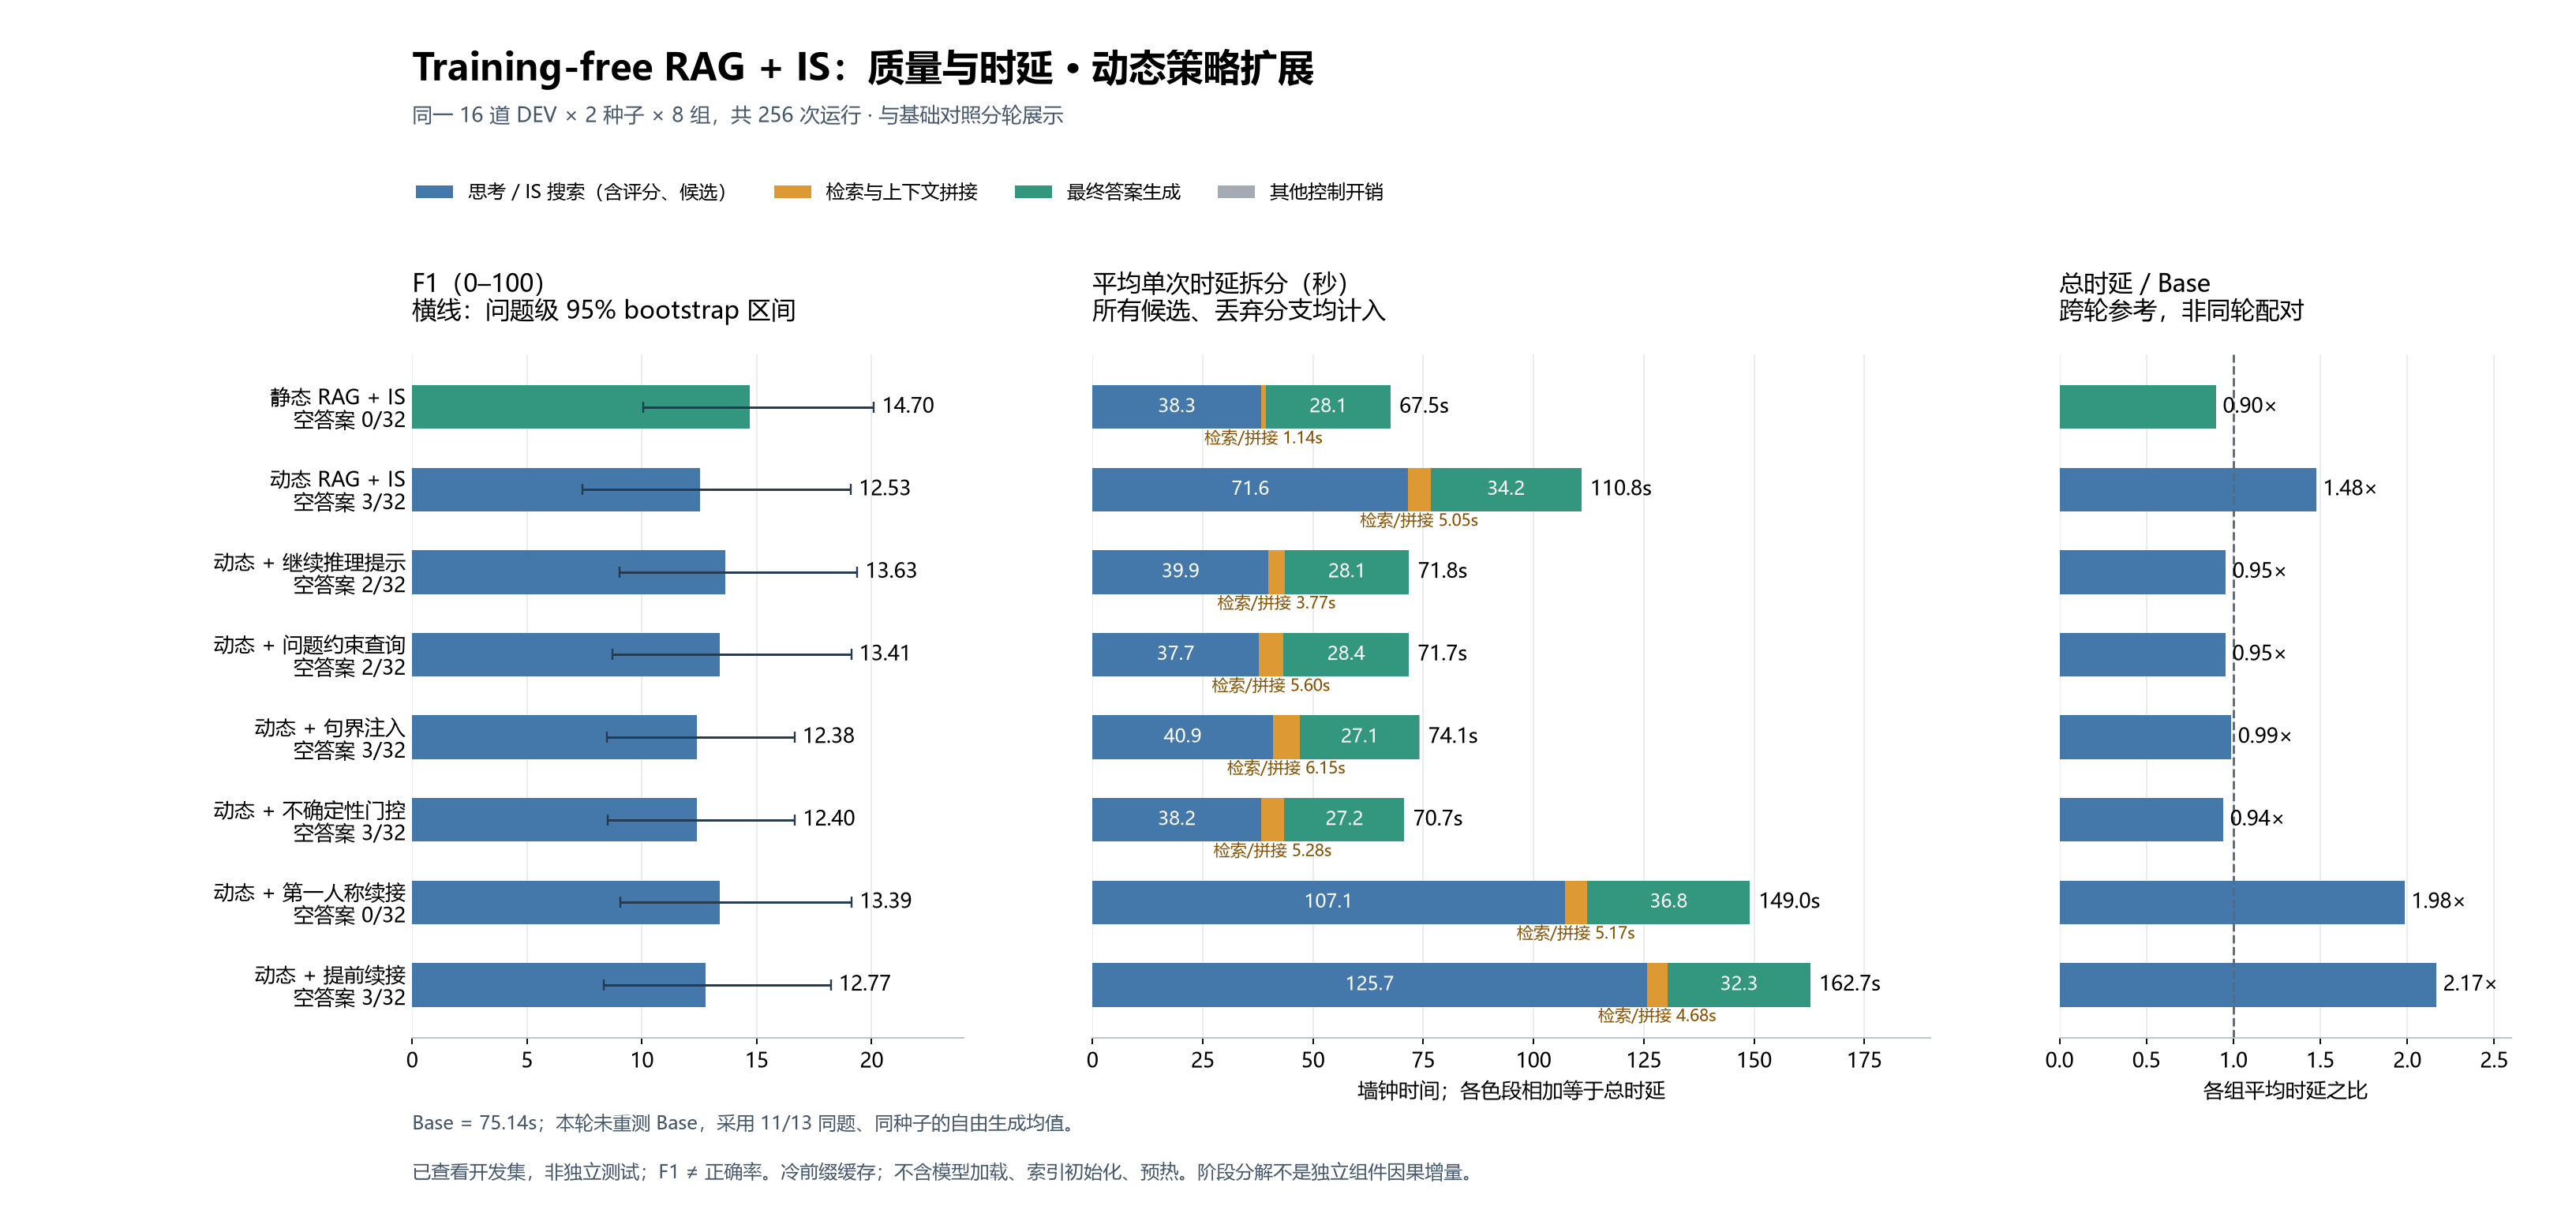 Training-free RAG + IS：质量与时延 • 动态策略扩展
同一 16 道 DEV × 2 种子 × 8 组，共 256 次运行 · 与基础对照分轮展示
思考 / IS 搜索（含评分、候选）
检索与上下文拼接
最终答案生成
其他控制开销
F1（0–100）
横线：问题级 95% bootstrap 区间
静态 RAG + IS
空答案 0/32
14.70
动态 RAG + IS
空答案 3/32
12.53
动态 + 继续推理提示
空答案 2/32
13.63
动态 + 问题约束查询
空答案 2/32
13.41
动态 + 句界注入
空答案 3/32
12.38
动态 + 不确定性门控
空答案 3/32
12.40
动态 + 第一人称续接
空答案 0/32
13.39
动态 + 提前续接
空答案 3/32
12.77
0 5 10 15 20
平均单次时延拆分（秒）
所有候选、丢弃分支均计入
38.3 28.1 67.5s
检索/拼接 1.14s
71.6 34.2 110.8s
检索/拼接 5.05s
39.9 28.1 71.8s
检索/拼接 3.77s
37.7 28.4 71.7s
检索/拼接 5.60s
40.9 27.1 74.1s
检索/拼接 6.15s
38.2 27.2 70.7s
检索/拼接 5.28s
107.1 36.8 149.0s
检索/拼接 5.17s
125.7 32.3 162.7s
检索/拼接 4.68s
0 25 50 75 100 125 150 175
墙钟时间；各色段相加等于总时延
总时延 / Base
跨轮参考，非同轮配对
0.90×
1.48×
0.95×
0.95×
0.99×
0.94×
1.98×
2.17×
0.0 0.5 1.0 1.5 2.0 2.5
各组平均时延之比
Base = 75.14s；本轮未重测 Base，采用 11/13 同题、同种子的自由生成均值。
已查看开发集，非独立测试；F1 ≠ 正确率。冷前缀缓存；不含模型加载、索引初始化、预热。阶段分解不是独立组件因果增量。